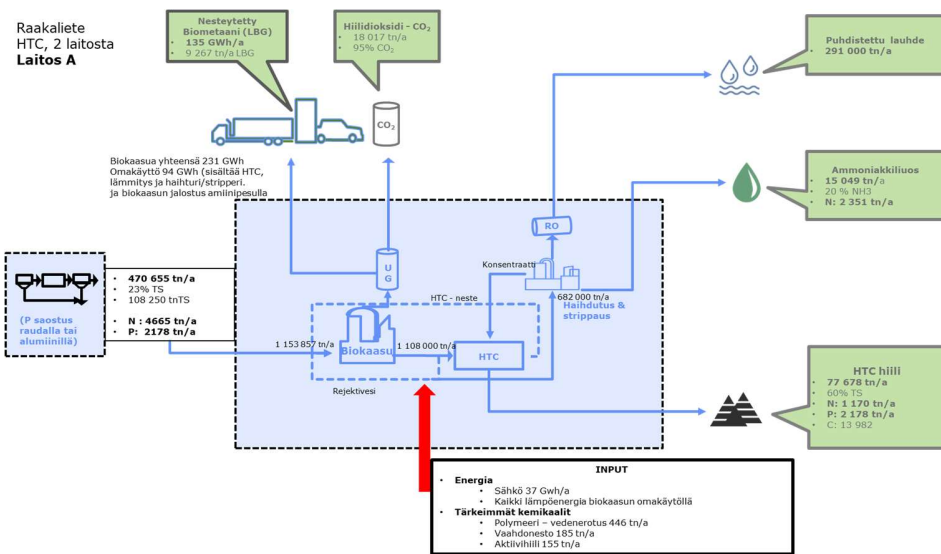 Raakaliete
HTC, 2 laitosta
Laitos A
Nesteytetty
Biometaani (LBG)
• 135 GWh/a
• 9 267 tn/a LBG
Hiilidioksidi - CO₂
• 18 017 tn/a
• 95% CO₂
Puhdistettu lauhde
• 291 000 tn/a
CO₂
Biokaasua yhteensä 231 GWh
Omakäyttö 94 GWh (sisältää HTC,
lämmitys ja haihturi/stripperi.
ja biokaasun jalostus amiinipesulla
Ammoniakkiliuos
• 15 049 tn/a
• 20 % NH3
• N: 2 351 tn/a
RO
Konsentraatti
U
G
682 000 tn/a
Haihdutus &
strippaus
HTC - neste
(P saostus
raudalla tai
alumiinillä)
• 470 655 tn/a
• 23% TS
• 108 250 tnTS
• N : 4665 tn/a
• P: 2178 tn/a
1 153 857 tn/a
Biokaasu
1 108 000 tn/a
HTC
Rejektivesi
HTC hiili
• 77 678 tn/a
• 60% TS
• N: 1 170 tn/a
• P: 2 178 tn/a
• C: 13 982
INPUT
• Energia
• Sähkö 37 Gwh/a
• Kaikki lämpöenergia biokaasun omakäytöllä
• Tärkeimmät kemikaalit
• Polymeeri – vedenerotus 446 tn/a
• Vaahdonesto 185 tn/a
• Aktiivihiili 155 tn/a